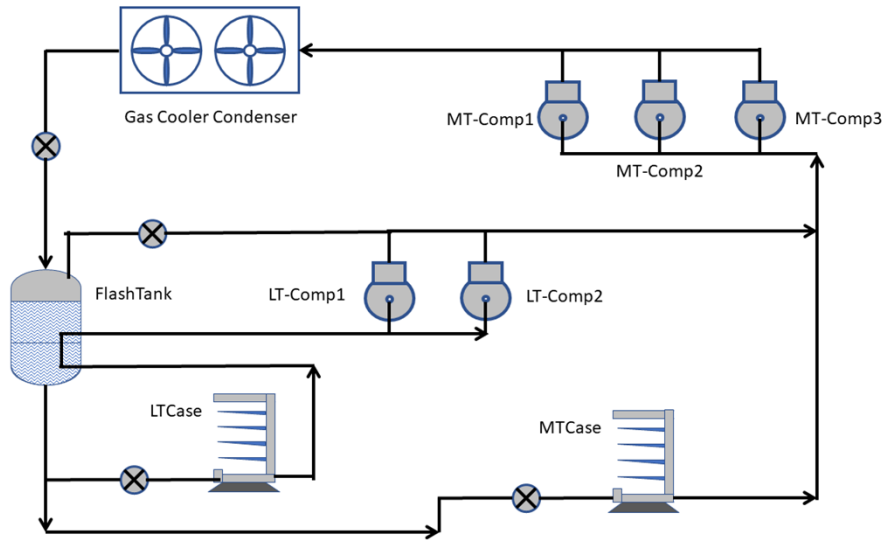 Gas Cooler Condenser
MT-Comp1
MT-Comp3
MT-Comp2
FlashTank
LT-Comp1
LT-Comp2
LTCase
MTCase